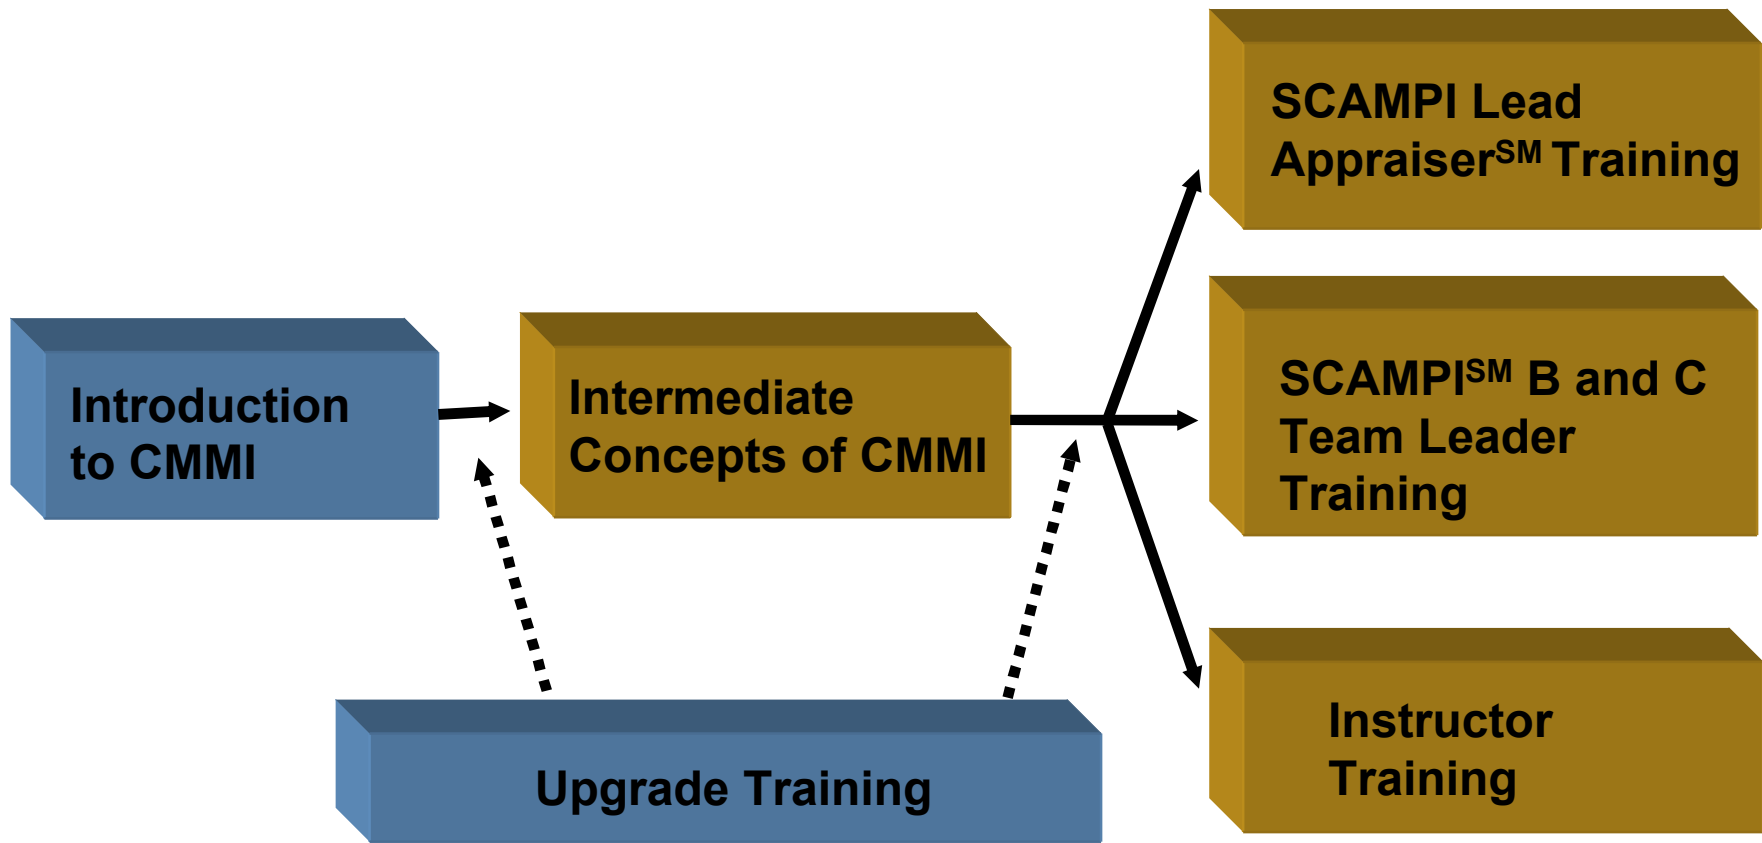 SCAMPI Lead
Appraiser℠ Training
Introduction
to CMMI
Intermediate
Concepts of CMMI
SCAMPI℠ B and C
Team Leader
Training
Upgrade Training
Instructor
Training